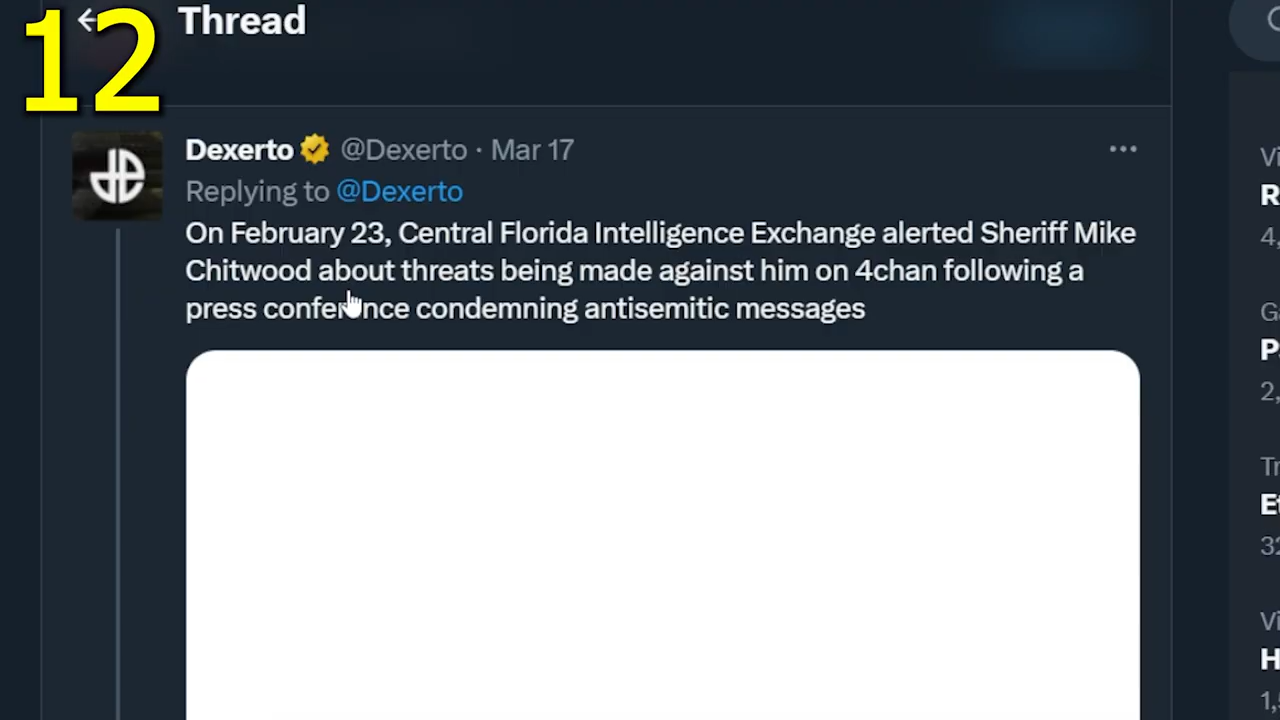 12
Thread
Dexerto @Dexerto · Mar 17
Replying to @Dexerto
On February 23, Central Florida Intelligence Exchange alerted Sheriff Mike
Chitwood about threats being made against him on 4chan following a
press conference condemning antisemitic messages